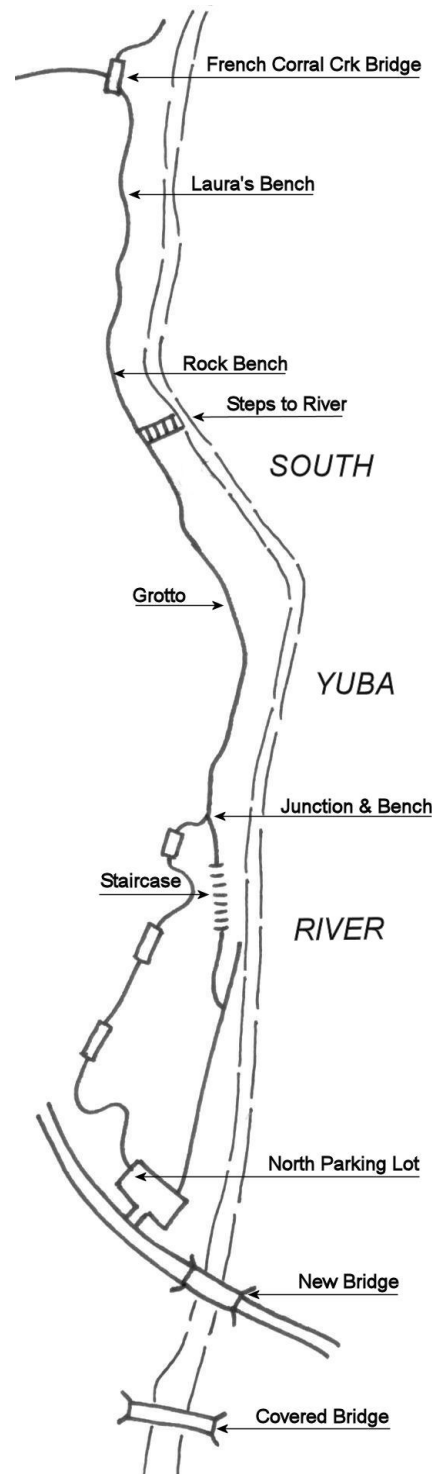 French Corral Crk Bridge
Laura's Bench
Rock Bench
Steps to River
SOUTH
Grotto
YUBA
Junction & Bench
Staircase
RIVER
North Parking Lot
New Bridge
Covered Bridge